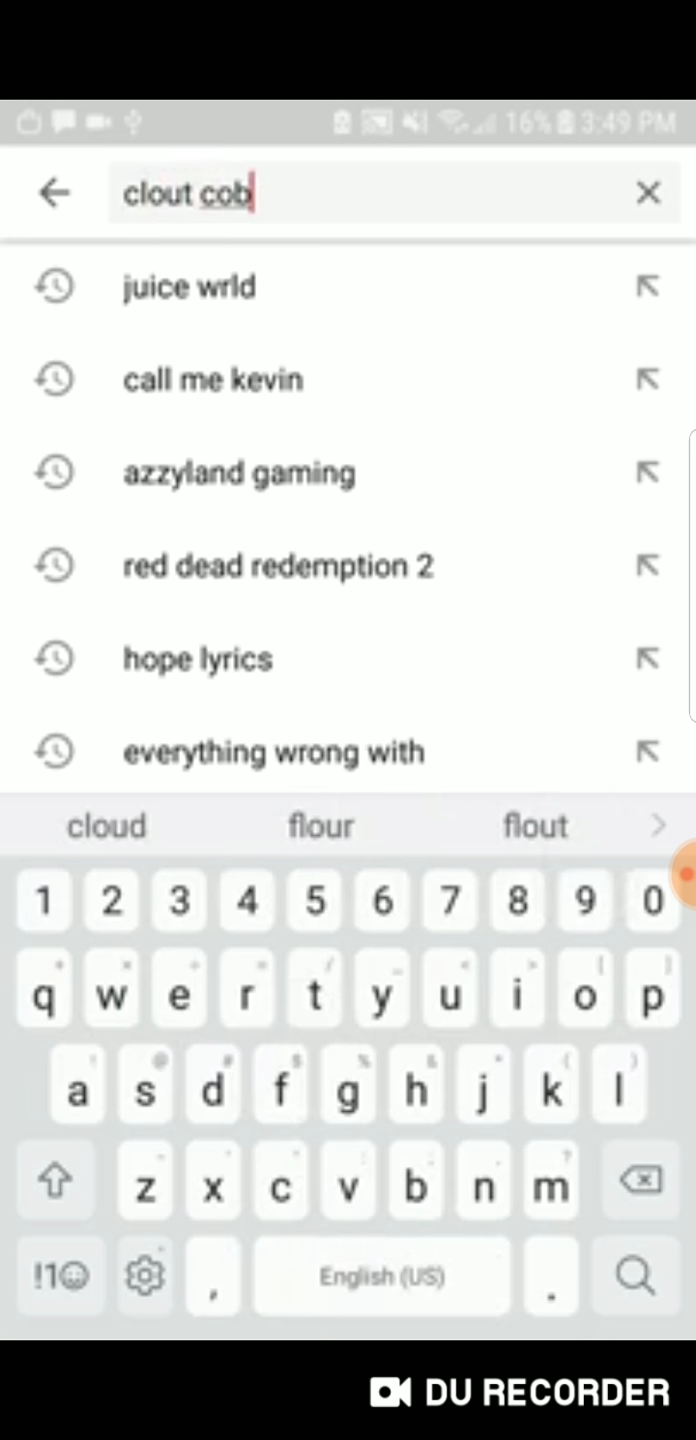 16% 3:49 PM
clout cob
juice wrld
call me kevin
azzyland gaming
red dead redemption 2
hope lyrics
everything wrong with
cloud flour flout
1 2 3 4 5 6 7 8 9 0
q w e r t y u i o p
a s d f g h j k l
z x c v b n m
!1☺ , English (US) .
DU RECORDER